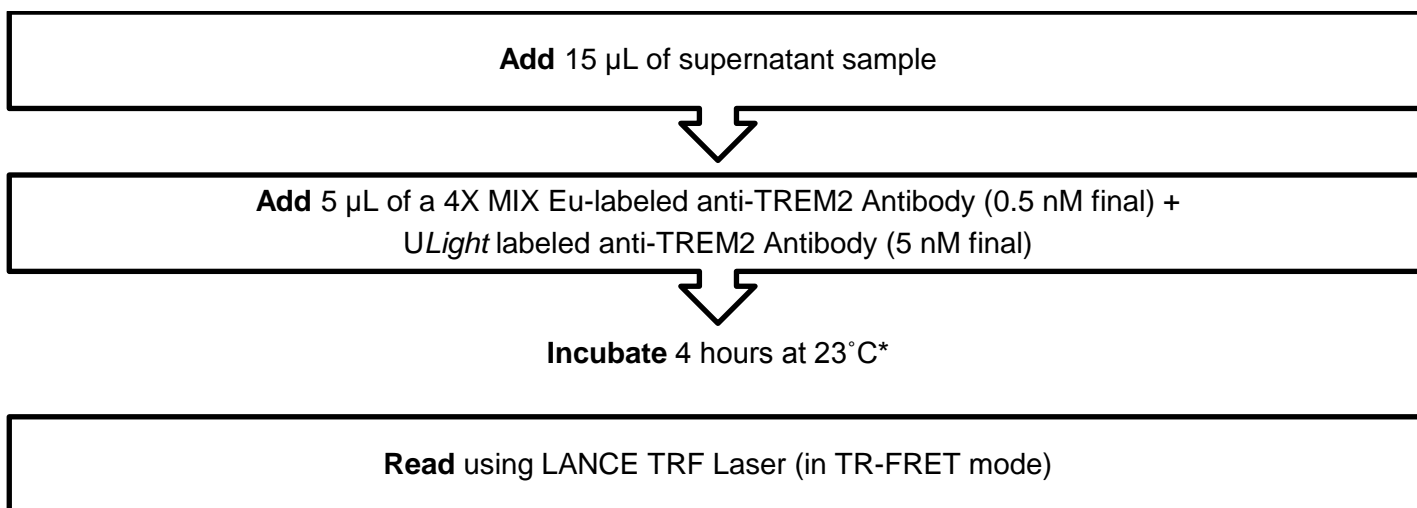 Add 15 µL of supernatant sample
Add 5 µL of a 4X MIX Eu-labeled anti-TREM2 Antibody (0.5 nM final) +
ULight labeled anti-TREM2 Antibody (5 nM final)
Incubate 4 hours at 23˚C*
Read using LANCE TRF Laser (in TR-FRET mode)